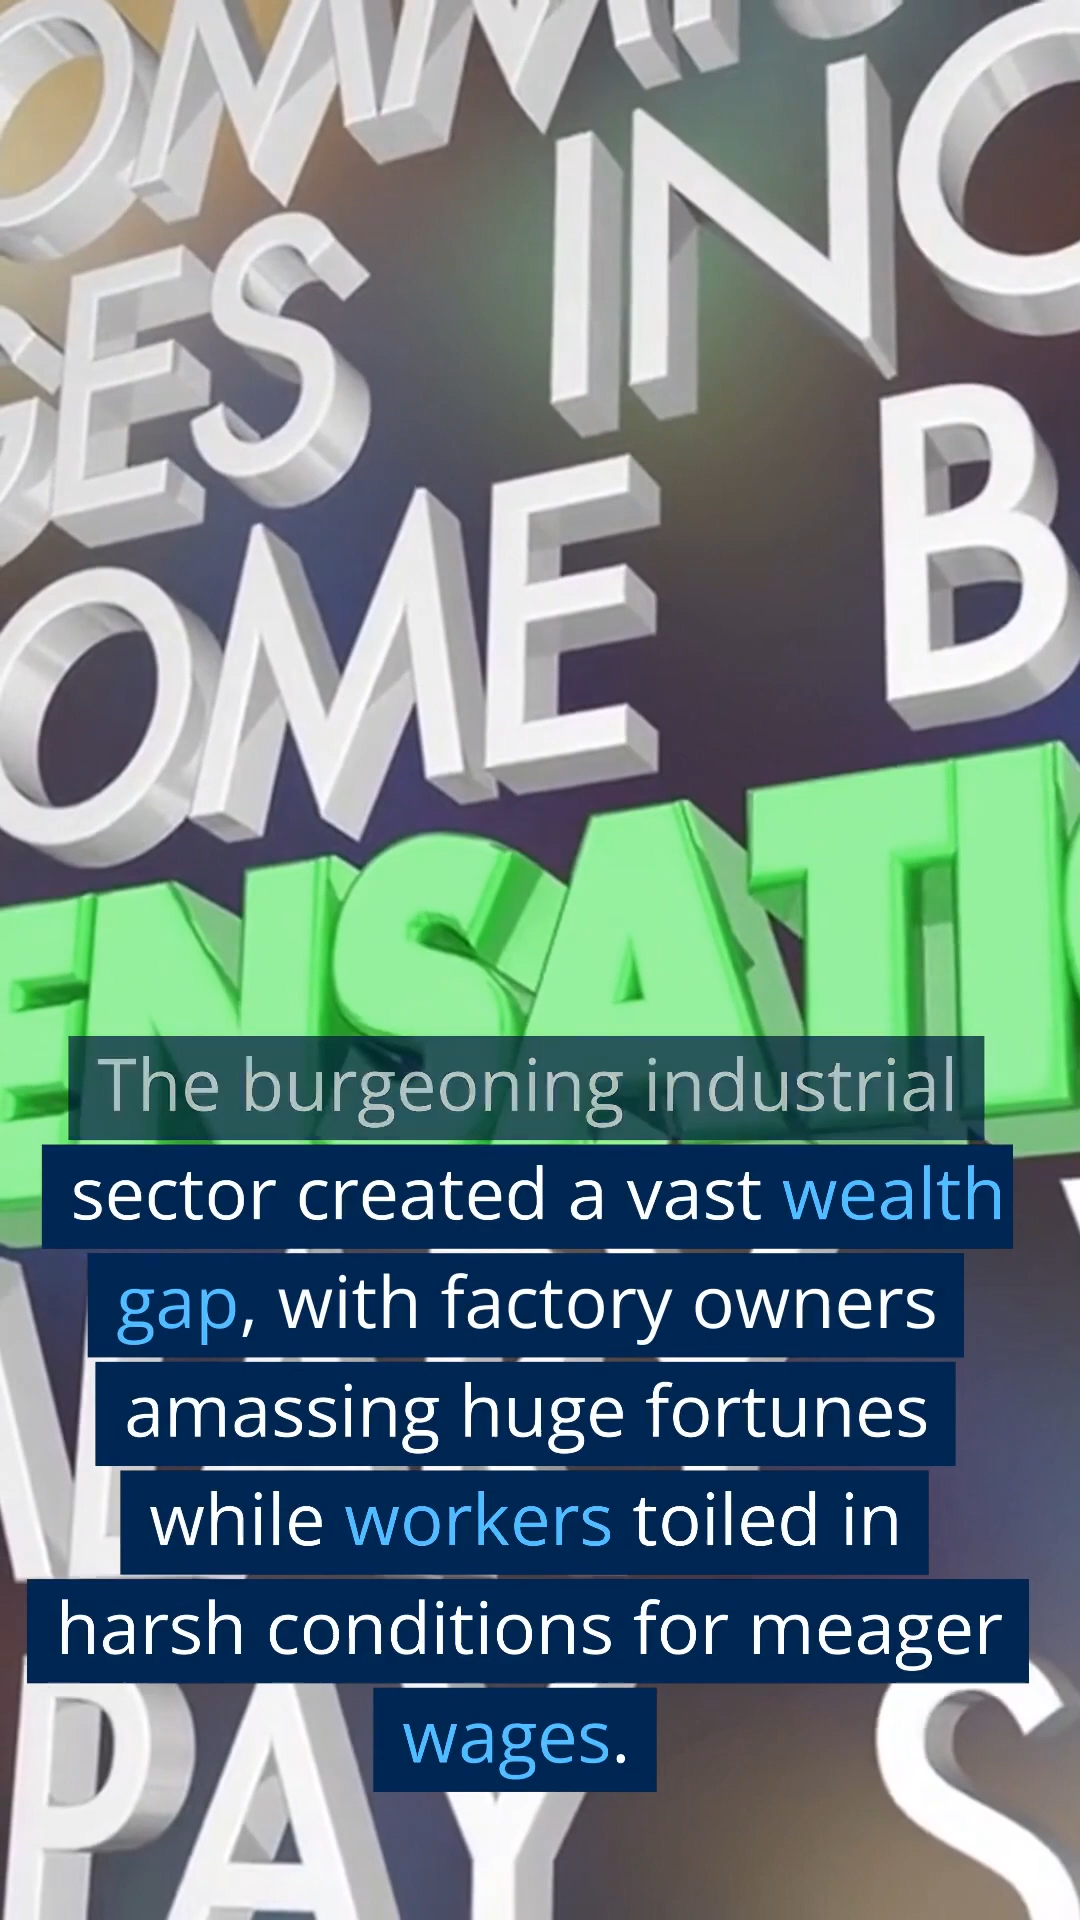 INC
GES
OME B
ENSATI
The burgeoning industrial
sector created a vast wealth
gap, with factory owners
amassing huge fortunes
while workers toiled in
harsh conditions for meager
wages.
PAY S